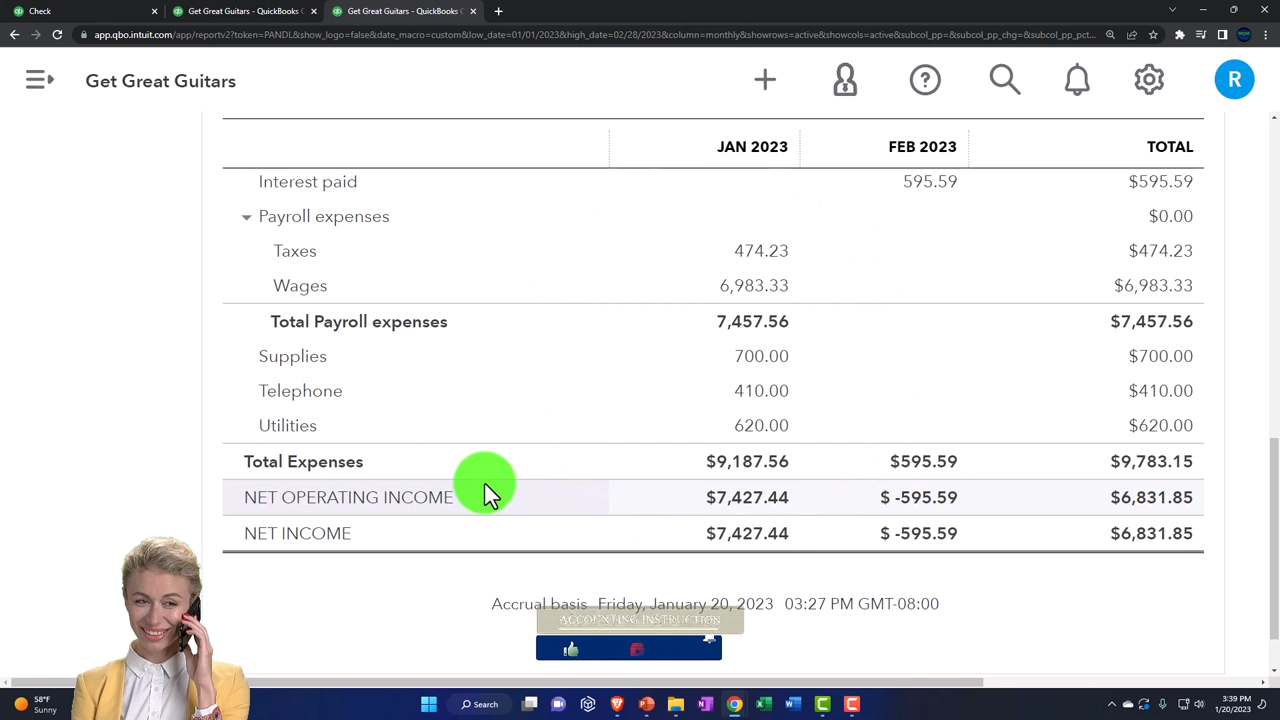 Check
Get Great Guitars - QuickBooks C
Get Great Guitars - QuickBooks C
app.qbo.intuit.com/app/reportv2?token=PANDL&show_logo=false&date_macro=custom&low_date=01/01/2023&high_date=02/28/2023&column=monthly&showrows=active&showcols=active&subcol_pp=&subcol_pp_chg=&subcol_py=&subcol_py_chg=&subcol_py_pct...
Get Great Guitars
R
JAN 2023 FEB 2023 TOTAL
Interest paid 595.59 $595.59
Payroll expenses $0.00
Taxes 474.23 $474.23
Wages 6,983.33 $6,983.33
Total Payroll expenses 7,457.56 $7,457.56
Supplies 700.00 $700.00
Telephone 410.00 $410.00
Utilities 620.00 $620.00
Total Expenses $9,187.56 $595.59 $9,783.15
NET OPERATING INCOME $7,427.44 $ -595.59 $6,831.85
NET INCOME $7,427.44 $ -595.59 $6,831.85
Accrual basis Friday, January 20, 2023 03:27 PM GMT-08:00
ACCOUNTING INSTRUCTION
58°F
Sunny
Search
3:39 PM
1/20/2023